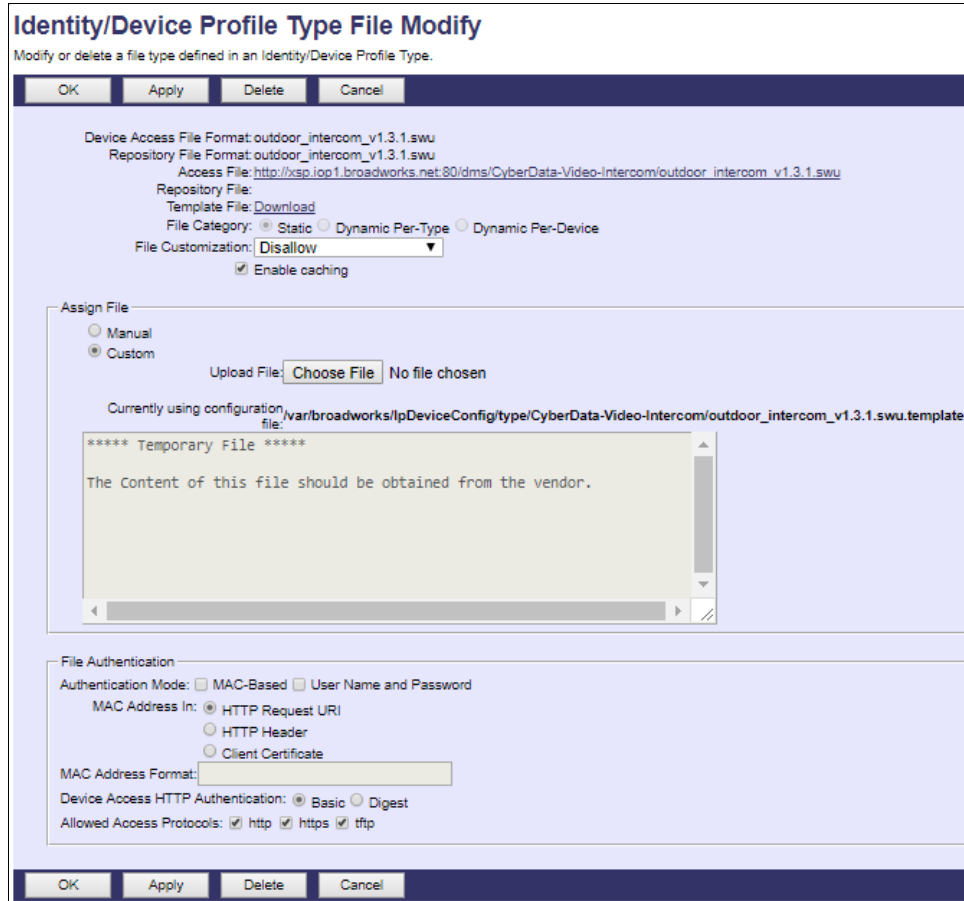 Identity/Device Profile Type File Modify
Modify or delete a file type defined in an Identity/Device Profile Type.
OK Apply Delete Cancel
Device Access File Format: outdoor_intercom_v1.3.1.swu
Repository File Format: outdoor_intercom_v1.3.1.swu
Access File: http://xsp.iop1.broadworks.net:80/dms/CyberData-Video-Intercom/outdoor_intercom_v1.3.1.swu
Repository File:
Template File: Download
File Category: Static Dynamic Per-Type Dynamic Per-Device
File Customization: Disallow
Enable caching
Assign File
Manual
Custom
Upload File: Choose File No file chosen
Currently using configuration file: /var/broadworks/IpDeviceConfig/type/CyberData-Video-Intercom/outdoor_intercom_v1.3.1.swu.template
***** Temporary File *****
The Content of this file should be obtained from the vendor.
File Authentication
Authentication Mode: MAC-Based User Name and Password
MAC Address In: HTTP Request URI
HTTP Header
Client Certificate
MAC Address Format:
Device Access HTTP Authentication: Basic Digest
Allowed Access Protocols: http https tftp
OK Apply Delete Cancel